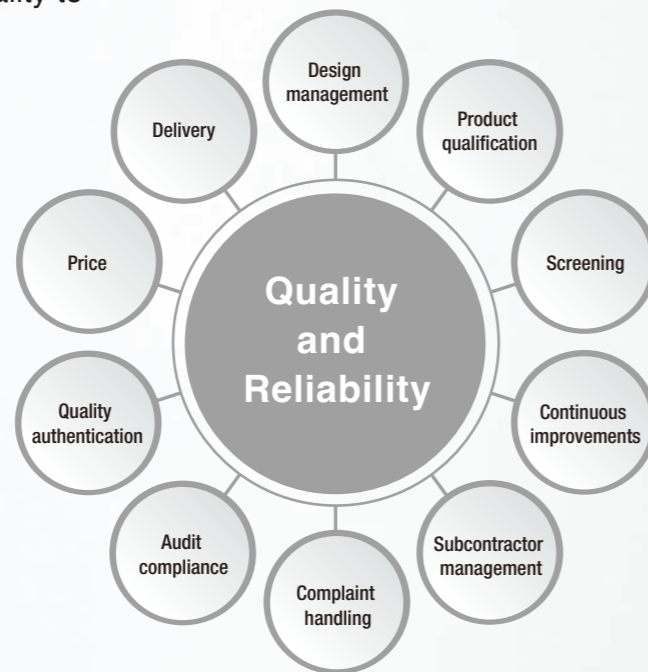 to
Design
management
Product
qualification
Screening
Continuous
improvements
Subcontractor
management
Complaint
handling
Audit
compliance
Quality
authentication
Price
Delivery
Quality
and
Reliability